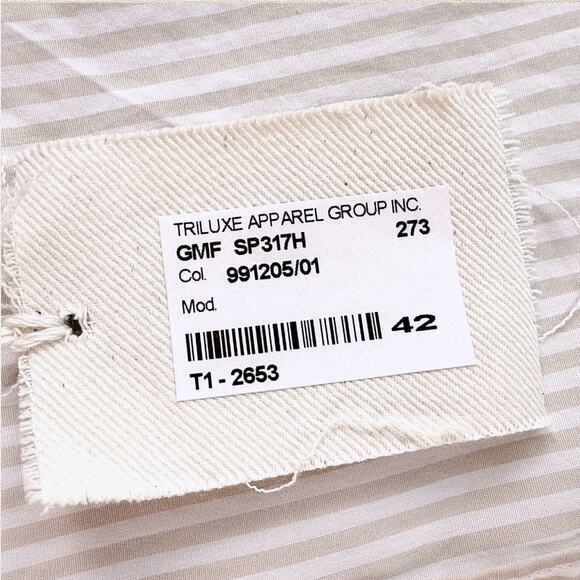 TRILUXE APPAREL GROUP INC.
GMF SP317H 273
Col. 991205/01
Mod.
42
T1 - 2653